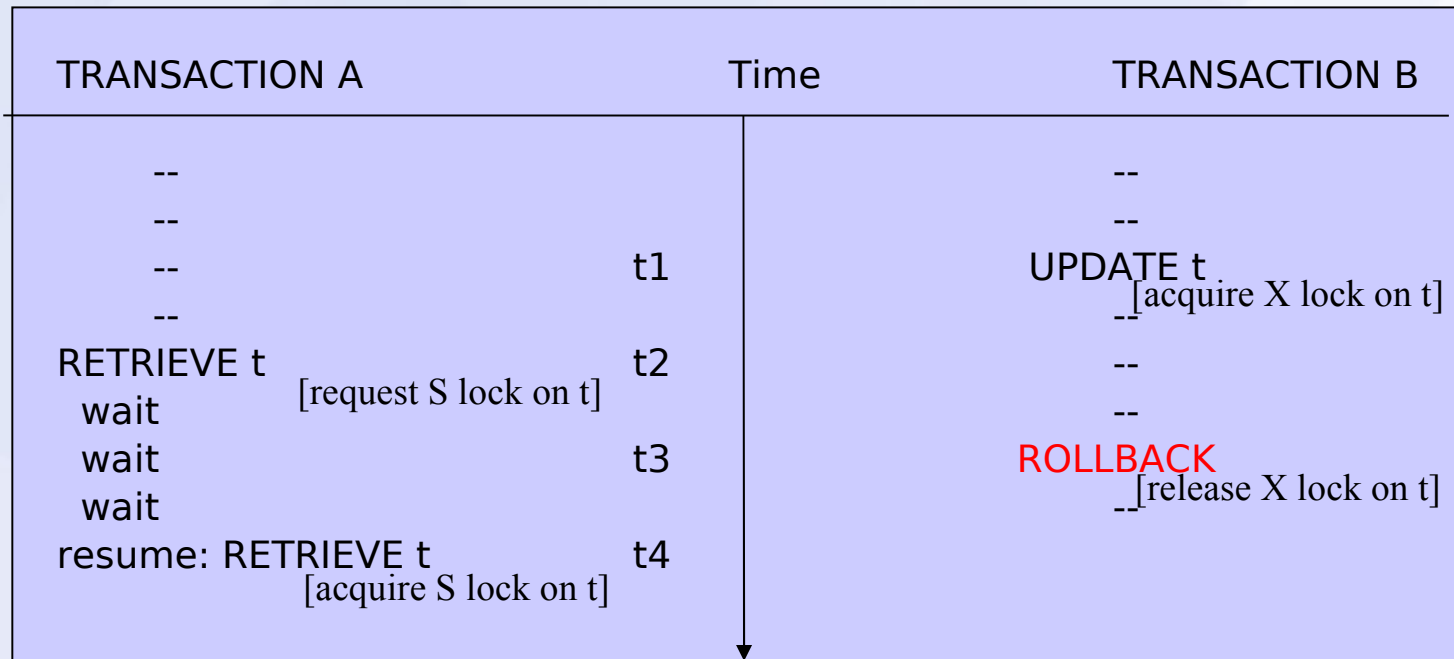 TRANSACTION A Time TRANSACTION B
-- --
-- --
-- t1 UPDATE t
[acquire X lock on t]
-- --
RETRIEVE t t2 --
[request S lock on t]
wait --
wait t3 ROLLBACK
[release X lock on t]
wait --
resume: RETRIEVE t t4
[acquire S lock on t]